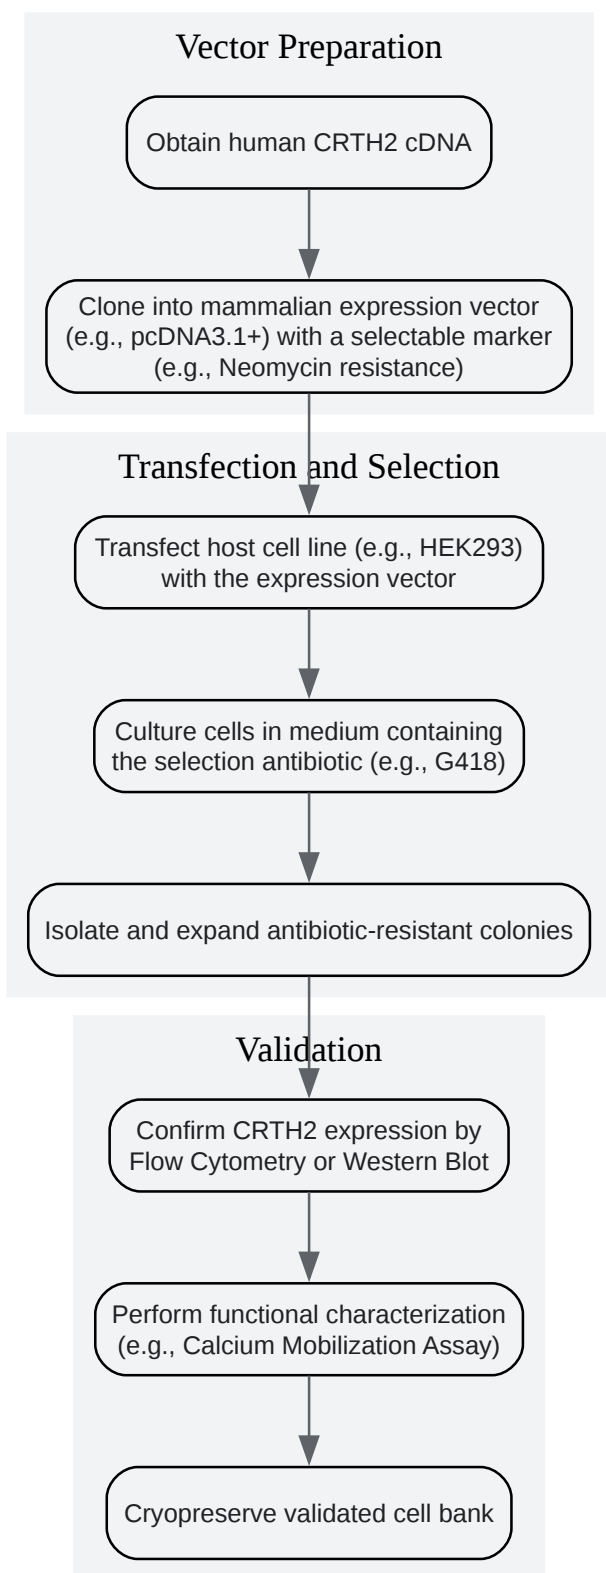 Vector Preparation
Obtain human CRTH2 cDNA
Clone into mammalian expression vector
(e.g., pcDNA3.1+) with a selectable marker
(e.g., Neomycin resistance)
Transfection and Selection
Transfect host cell line (e.g., HEK293)
with the expression vector
Culture cells in medium containing
the selection antibiotic (e.g., G418)
Isolate and expand antibiotic-resistant colonies
Validation
Confirm CRTH2 expression by
Flow Cytometry or Western Blot
Perform functional characterization
(e.g., Calcium Mobilization Assay)
Cryopreserve validated cell bank